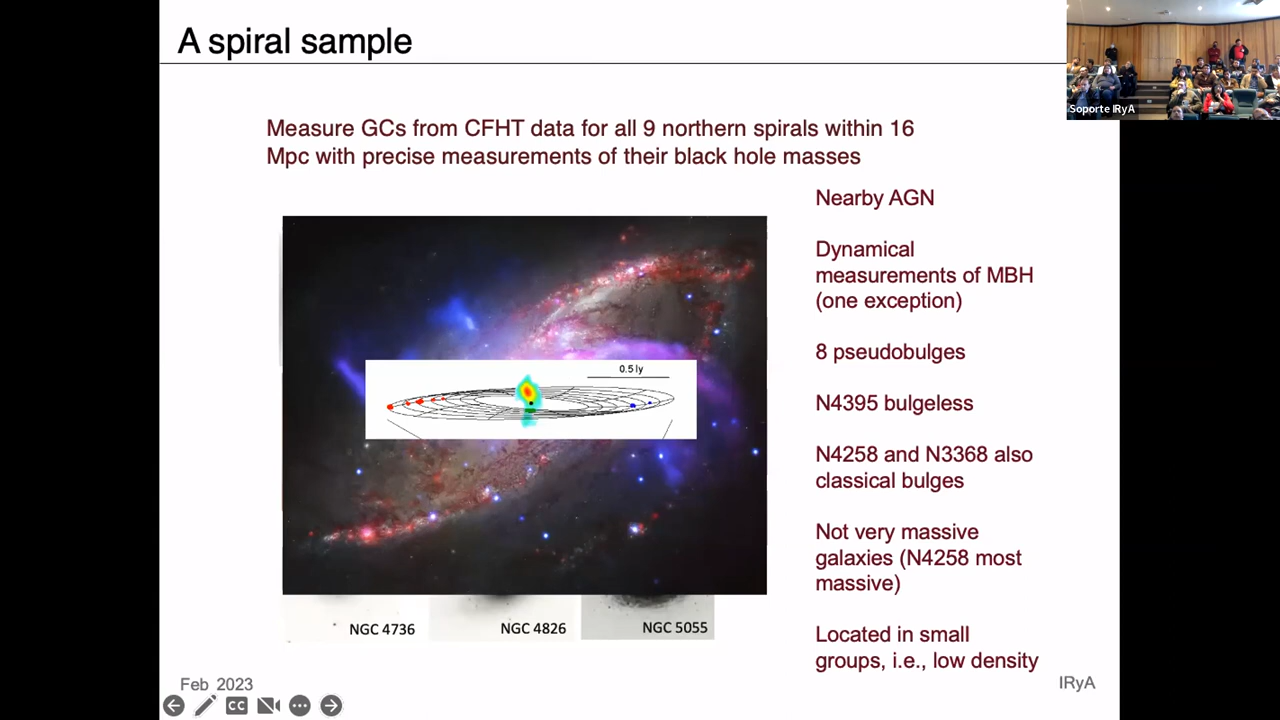 A spiral sample
Soporte IRyA
Measure GCs from CFHT data for all 9 northern spirals within 16
Mpc with precise measurements of their black hole masses
Nearby AGN
Dynamical
measurements of MBH
(one exception)
8 pseudobulges
N4395 bulgeless
N4258 and N3368 also
classical bulges
Not very massive
galaxies (N4258 most
massive)
Located in small
groups, i.e., low density
0.5 ly
NGC 4736
NGC 4826
NGC 5055
Feb 2023
IRyA
CC